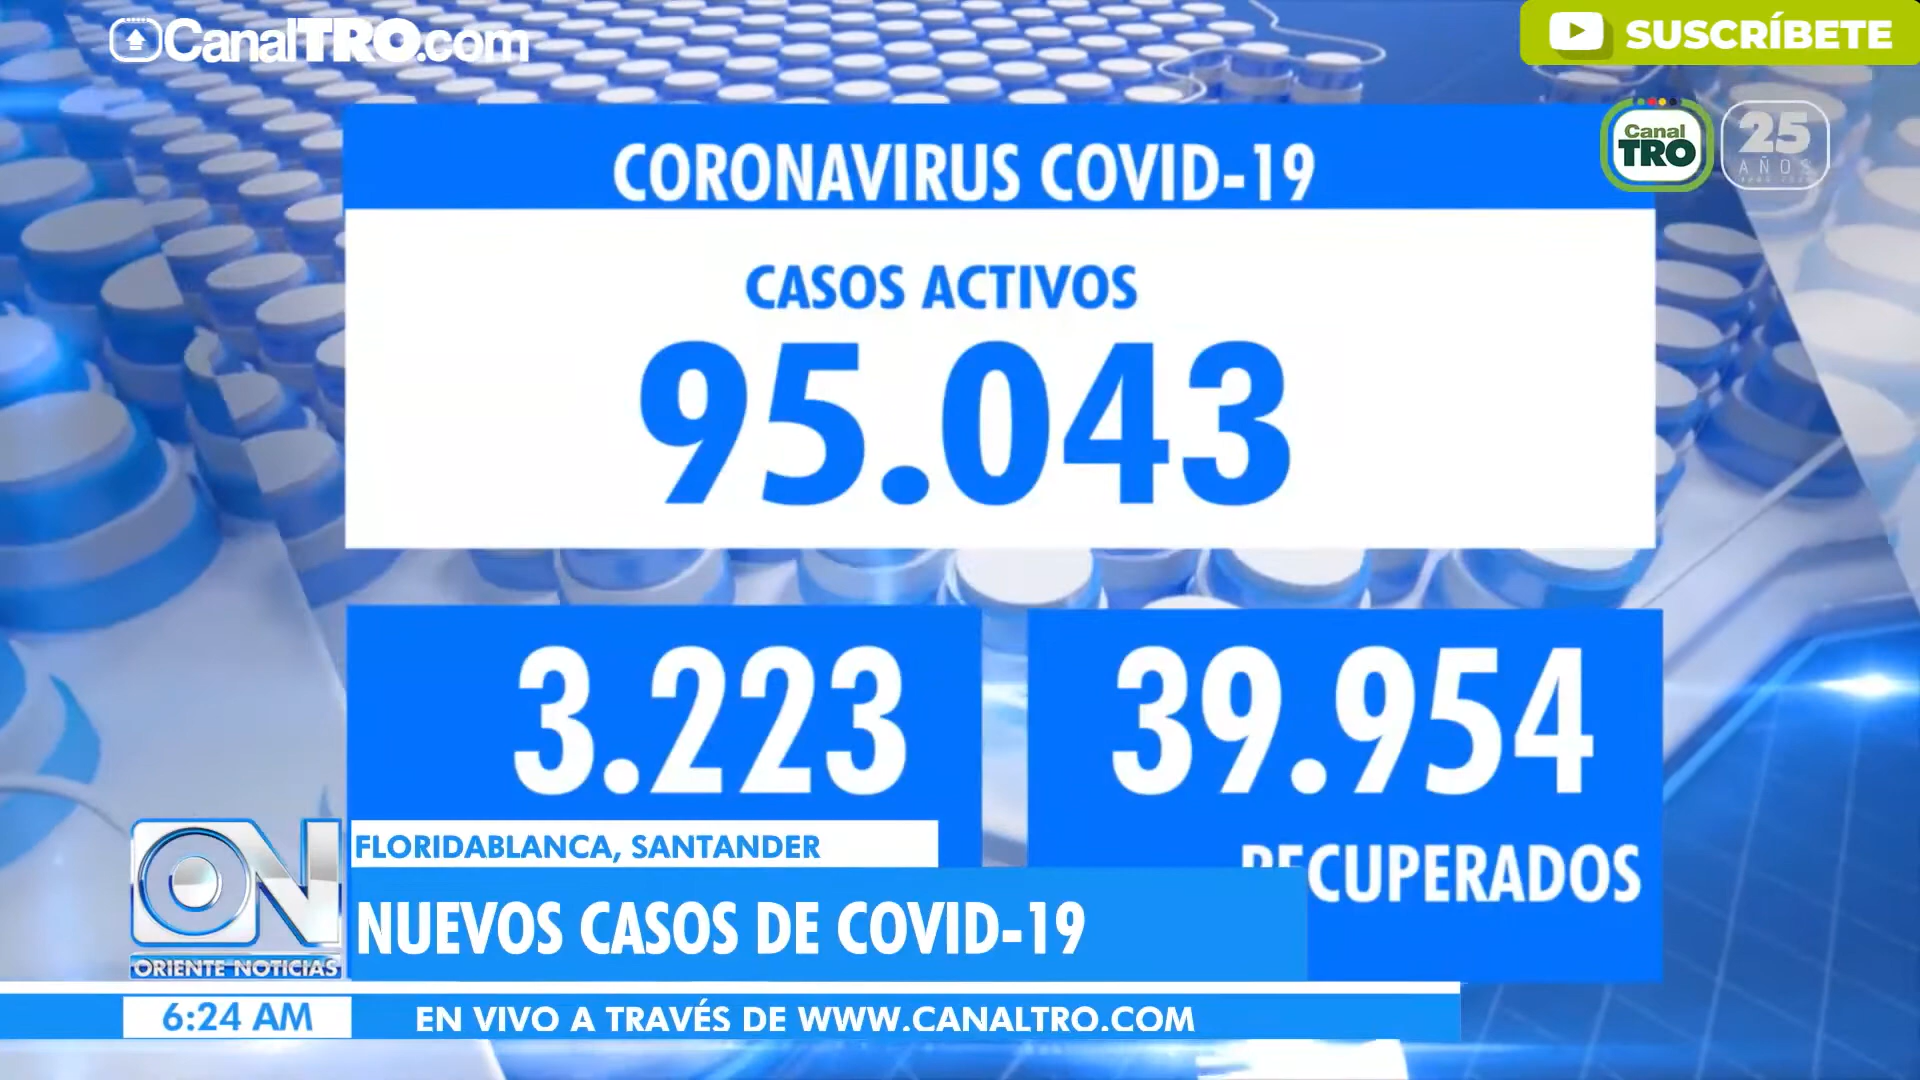 CanalTRO.com
SUSCRÍBETE
Canal
TRO
25
AÑOS
CORONAVIRUS COVID-19
CASOS ACTIVOS
95.043
3.223
39.954
RECUPERADOS
FLORIDABLANCA, SANTANDER
NUEVOS CASOS DE COVID-19
ON
ORIENTE NOTICIAS
6:24 AM
EN VIVO A TRAVÉS DE WWW.CANALTRO.COM